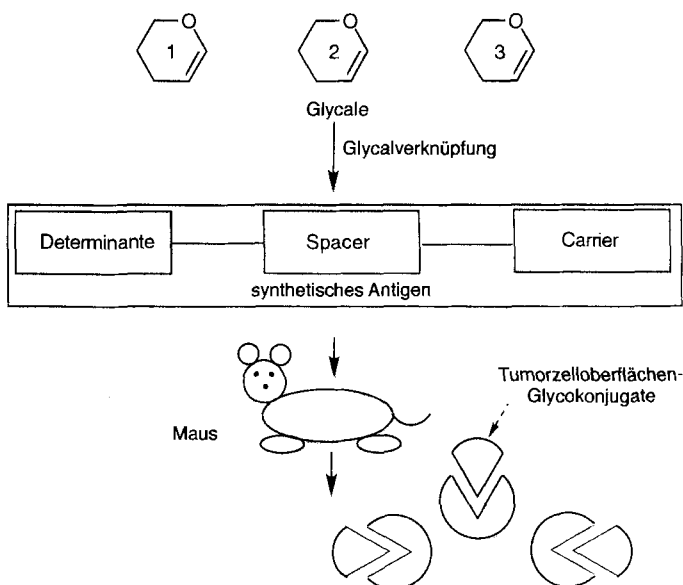 O O O
1 2 3
Glycale
Glycalverknüpfung
Determinante Spacer Carrier
synthetisches Antigen
Tumorzelloberflächen-
Glycokonjugate
Maus